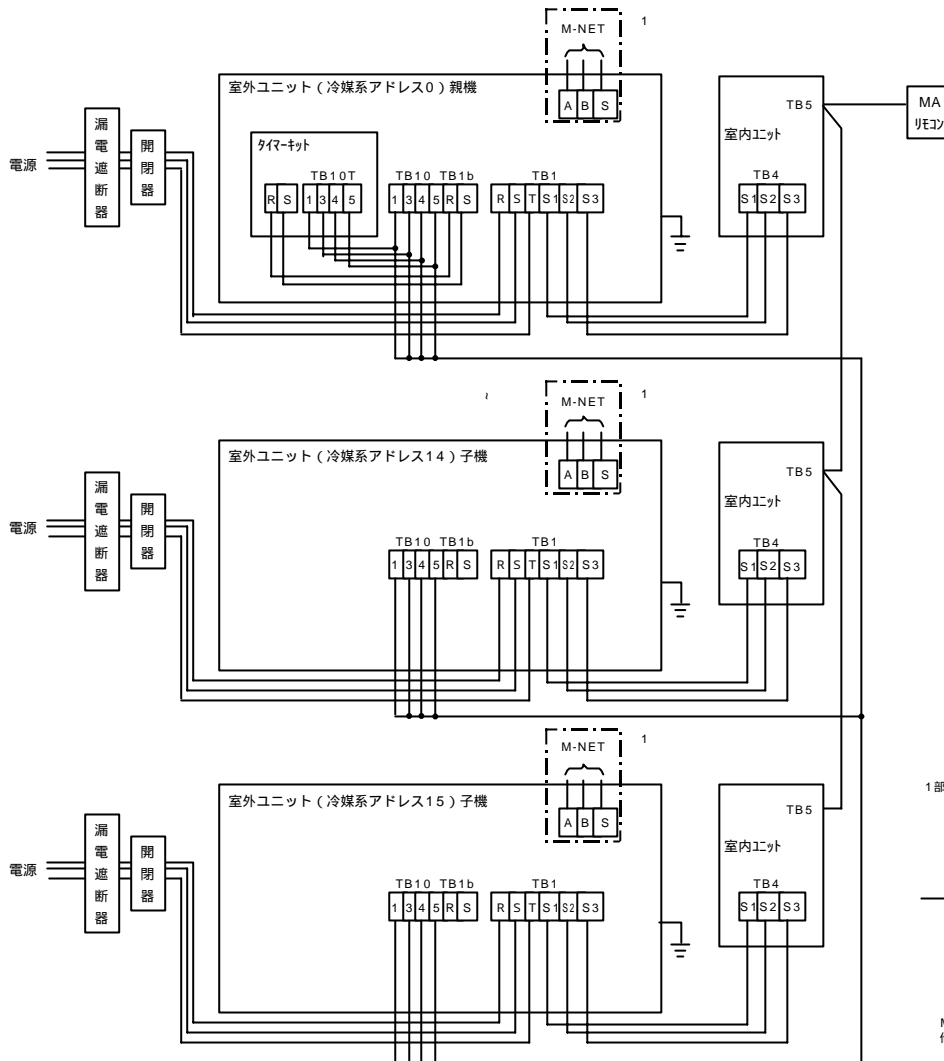 M-NET
1
A B S
室外ユニット(冷媒系アドレス0)親機
タイマーキット
TB10T
R S 1 3 4 5
TB10 TB1b
1 3 4 5 R S
TB1
R S T S1 S2 S3
電源
漏電遮断器
開閉器
TB5
室内ユニット
TB4
S1 S2 S3
MA
リモコン
~
M-NET
1
A B S
室外ユニット(冷媒系アドレス14)子機
TB10 TB1b
1 3 4 5 R S
TB1
R S T S1 S2 S3
電源
漏電遮断器
開閉器
TB5
室内ユニット
TB4
S1 S2 S3
M-NET
1
A B S
室外ユニット(冷媒系アドレス15)子機
TB10 TB1b
1 3 4 5 R S
TB1
R S T S1 S2 S3
電源
漏電遮断器
開閉器
TB5
室内ユニット
TB4
S1 S2 S3
1部